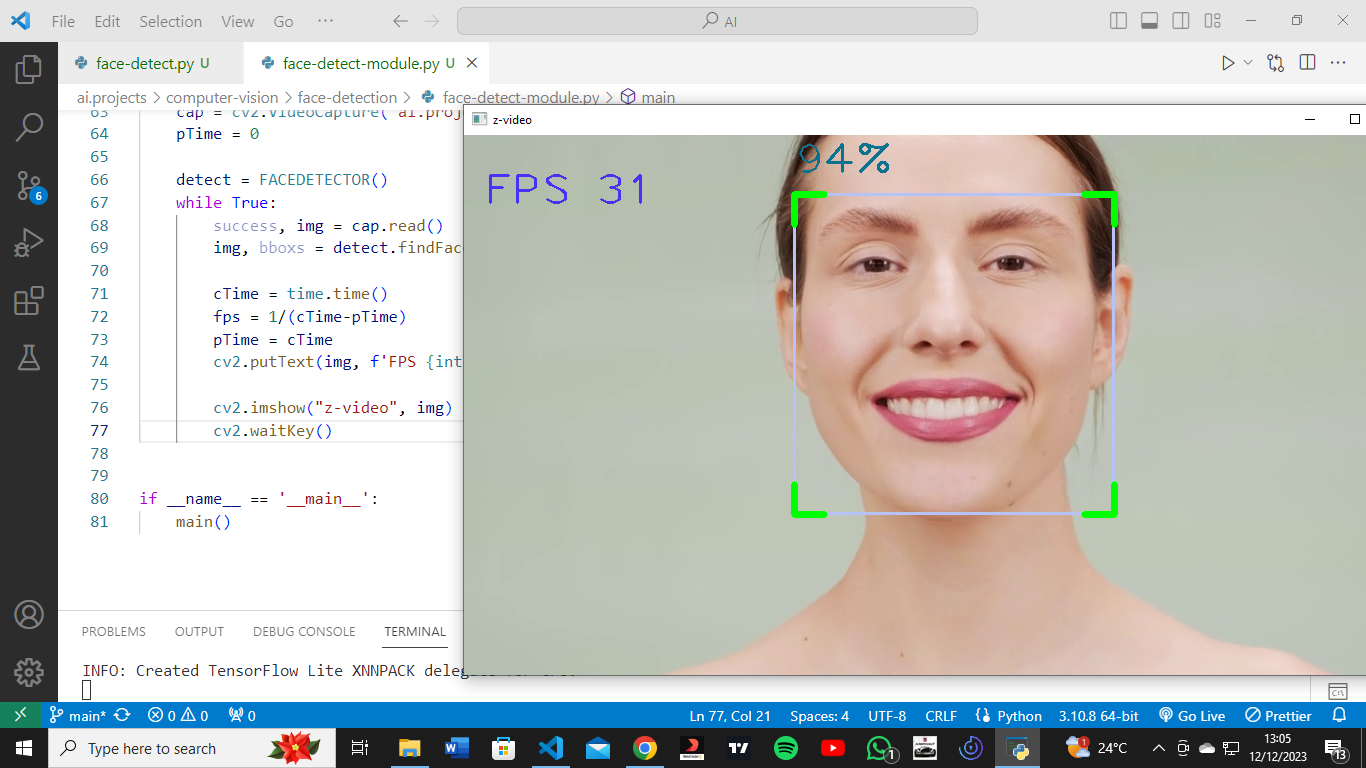 File Edit Selection View Go ··· AI
face-detect.py U face-detect-module.py U
ai.projects > computer-vision > face-detection > face-detect-module.py > main
63 cap = cv2.VideoCapture('ai.proj
64 pTime = 0
65
66 detect = FACEDETECTOR()
67 while True:
68 success, img = cap.read()
69 img, bboxs = detect.findFac
70
71 cTime = time.time()
72 fps = 1/(cTime-pTime)
73 pTime = cTime
74 cv2.putText(img, f'FPS {int
75
76 cv2.imshow("z-video", img)
77 cv2.waitKey()
78
79
80 if __name__ == '__main__':
81 main()
z-video
94%
FPS 31
PROBLEMS OUTPUT DEBUG CONSOLE TERMINAL
INFO: Created TensorFlow Lite XNNPACK
main* 0 0 0 Ln 77, Col 21 Spaces: 4 UTF-8 CRLF Python 3.10.8 64-bit Go Live Prettier
6
Type here to search
1
1
24°C
13:05
12/12/2023
13